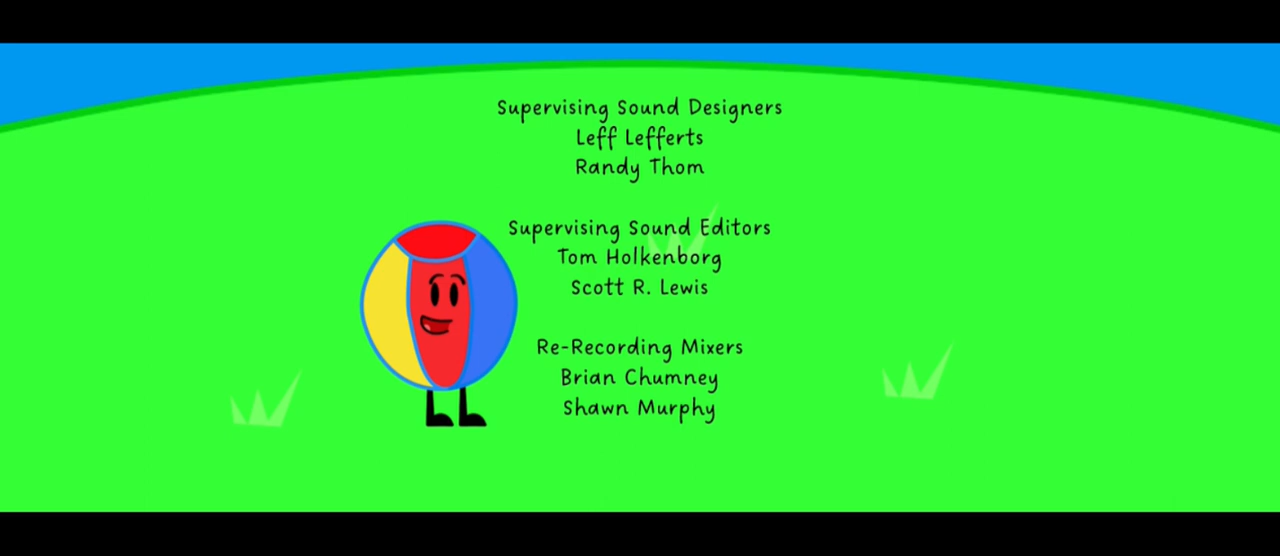 Supervising Sound Designers
Leff Lefferts
Randy Thom
Supervising Sound Editors
Tom Holkenborg
Scott R. Lewis
Re-Recording Mixers
Brian Chumney
Shawn Murphy